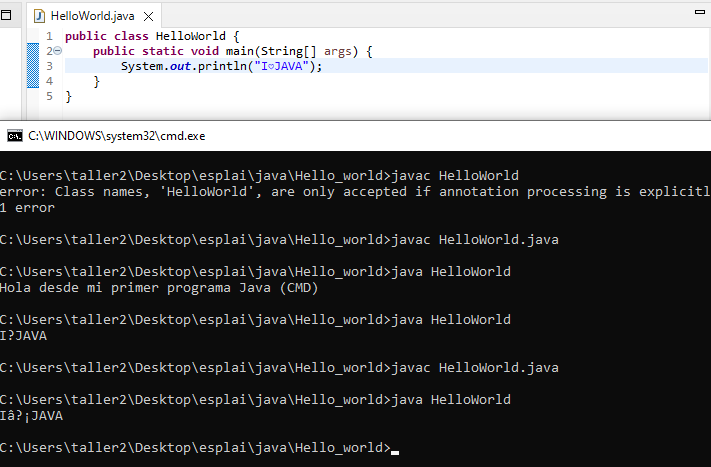 HelloWorld.java
1 public class HelloWorld {
2 public static void main(String[] args) {
3 System.out.println("I♡JAVA");
4 }
5 }
C:\WINDOWS\system32\cmd.exe
C:\Users\taller2\Desktop\esplai\java\Hello_world>javac HelloWorld
error: Class names, 'HelloWorld', are only accepted if annotation processing is explicitl
1 error
C:\Users\taller2\Desktop\esplai\java\Hello_world>javac HelloWorld.java
C:\Users\taller2\Desktop\esplai\java\Hello_world>java HelloWorld
Hola desde mi primer programa Java (CMD)
C:\Users\taller2\Desktop\esplai\java\Hello_world>java HelloWorld
I?JAVA
C:\Users\taller2\Desktop\esplai\java\Hello_world>javac HelloWorld.java
C:\Users\taller2\Desktop\esplai\java\Hello_world>java HelloWorld
Iâ?¡JAVA
C:\Users\taller2\Desktop\esplai\java\Hello_world>